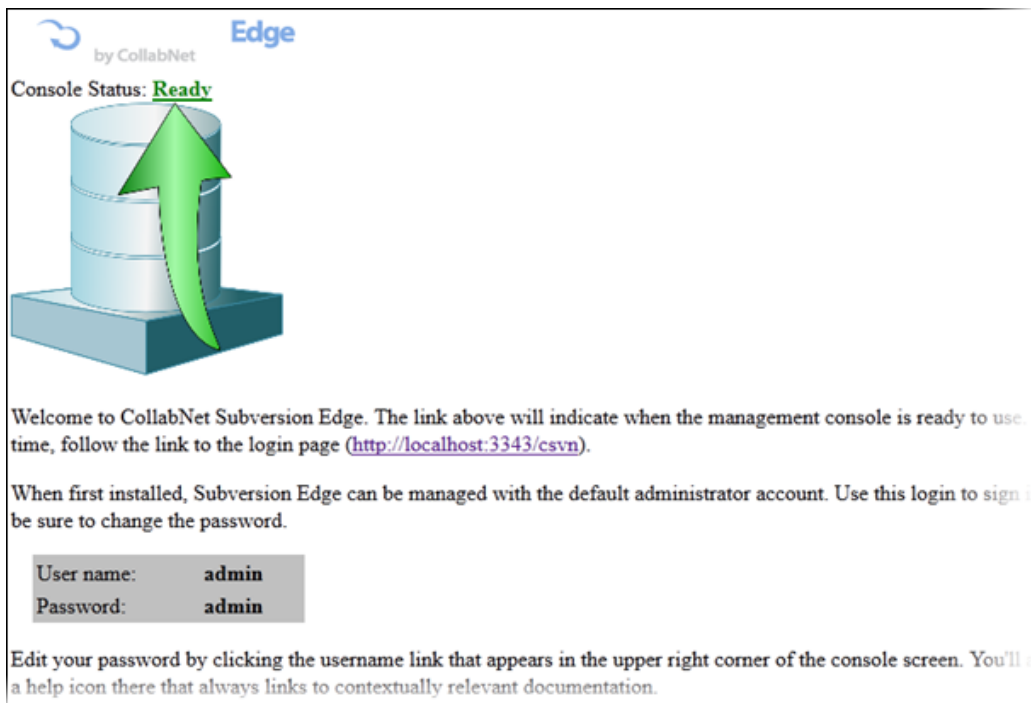 Edge
by CollabNet
Console Status: Ready
Welcome to CollabNet Subversion Edge. The link above will indicate when the management console is ready to use.
time, follow the link to the login page (http://localhost:3343/csvn).
When first installed, Subversion Edge can be managed with the default administrator account. Use this login to sign
be sure to change the password.
User name: admin
Password: admin
Edit your password by clicking the username link that appears in the upper right corner of the console screen. You'll
a help icon there that always links to contextually relevant documentation.